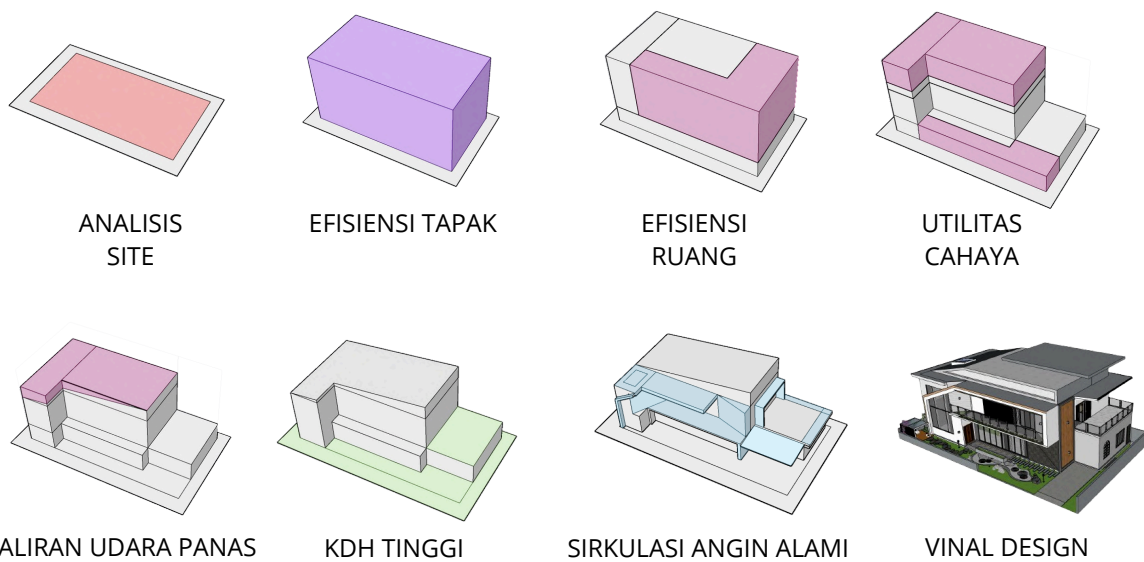 ANALISIS
SITE
EFISIENSI TAPAK
EFISIENSI
RUANG
UTILITAS
CAHAYA
ALIRAN UDARA PANAS
KDH TINGGI
SIRKULASI ANGIN ALAMI
VINAL DESIGN